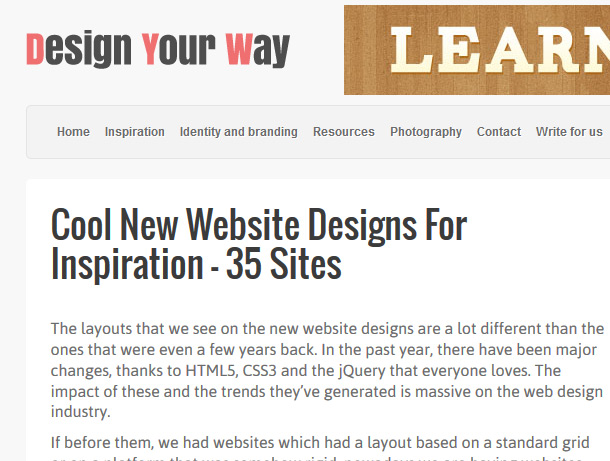 Design Your Way
LEARN
Home Inspiration Identity and branding Resources Photography Contact Write for us
Cool New Website Designs For
Inspiration - 35 Sites
The layouts that we see on the new website designs are a lot different than the
ones that were even a few years back. In the past year, there have been major
changes, thanks to HTML5, CSS3 and the jQuery that everyone loves. The
impact of these and the trends they’ve generated is massive on the web design
industry.
If before them, we had websites which had a layout based on a standard grid